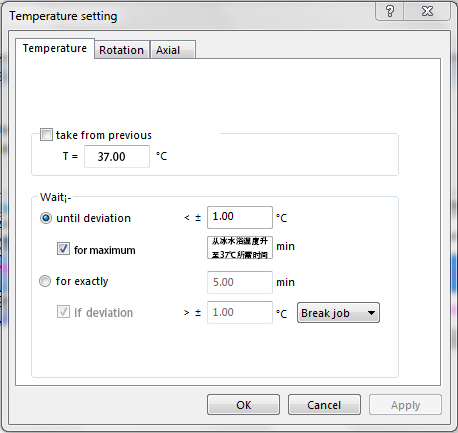 Temperature setting
Temperature Rotation Axial
take from previous
T = 37.00 °C
Wait¡-
until deviation < ± 1.00 °C
for maximum 从冰水浴温度升至37℃所需时间 min
for exactly 5.00 min
if deviation > ± 1.00 °C Break job
OK Cancel Apply